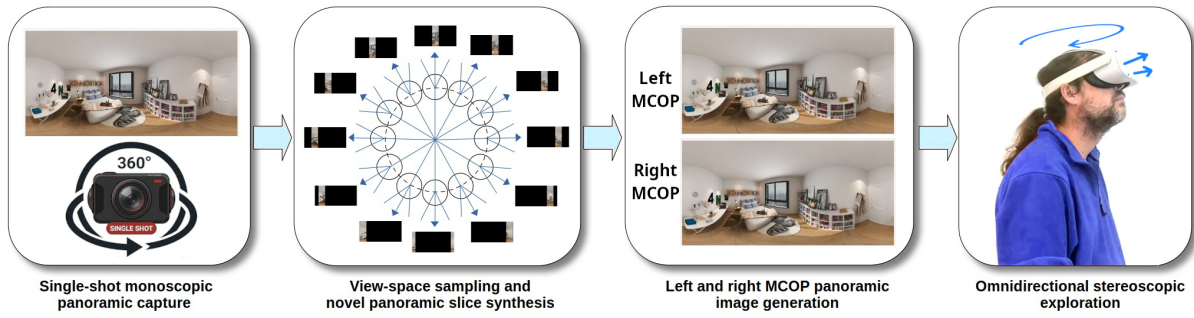 360°
SINGLE SHOT
Single-shot monoscopic
panoramic capture
View-space sampling and
novel panoramic slice synthesis
Left
MCOP
Right
MCOP
Left and right MCOP panoramic
image generation
Omnidirectional stereoscopic
exploration